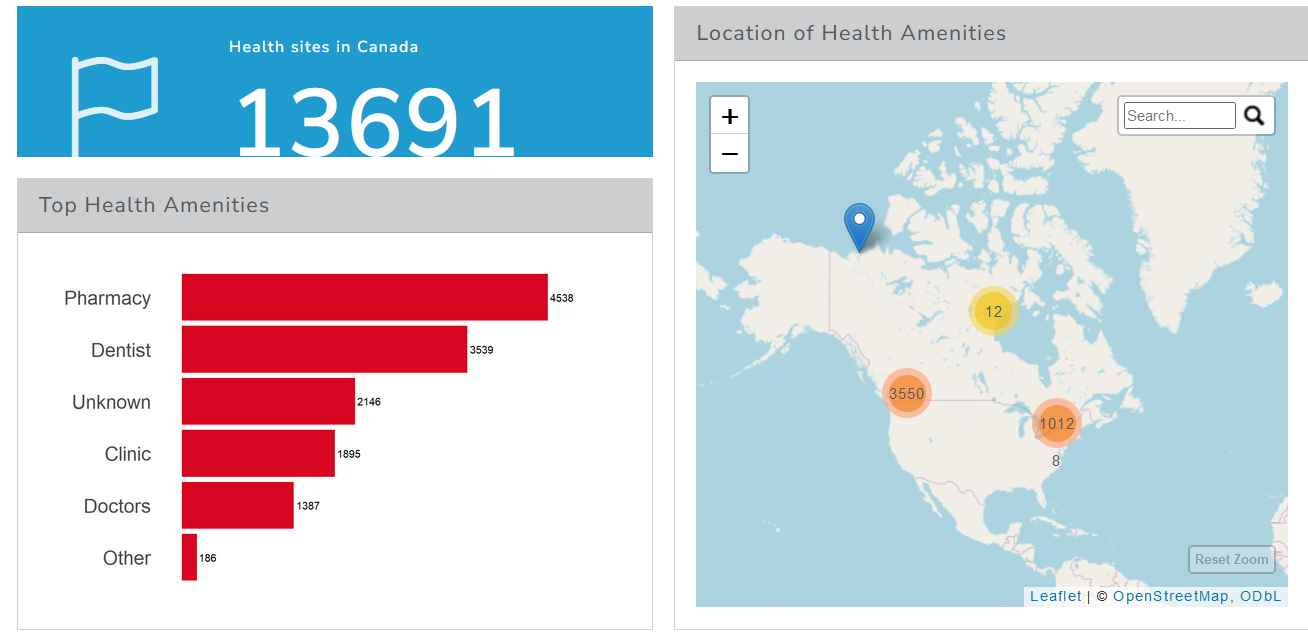 Health sites in Canada
13691
Top Health Amenities
Pharmacy 4538
Dentist 3539
Unknown 2146
Clinic 1895
Doctors 1387
Other 186
Location of Health Amenities
+
−
Search...
12
3550
1012
8
Reset Zoom
Leaflet | © OpenStreetMap, ODbL